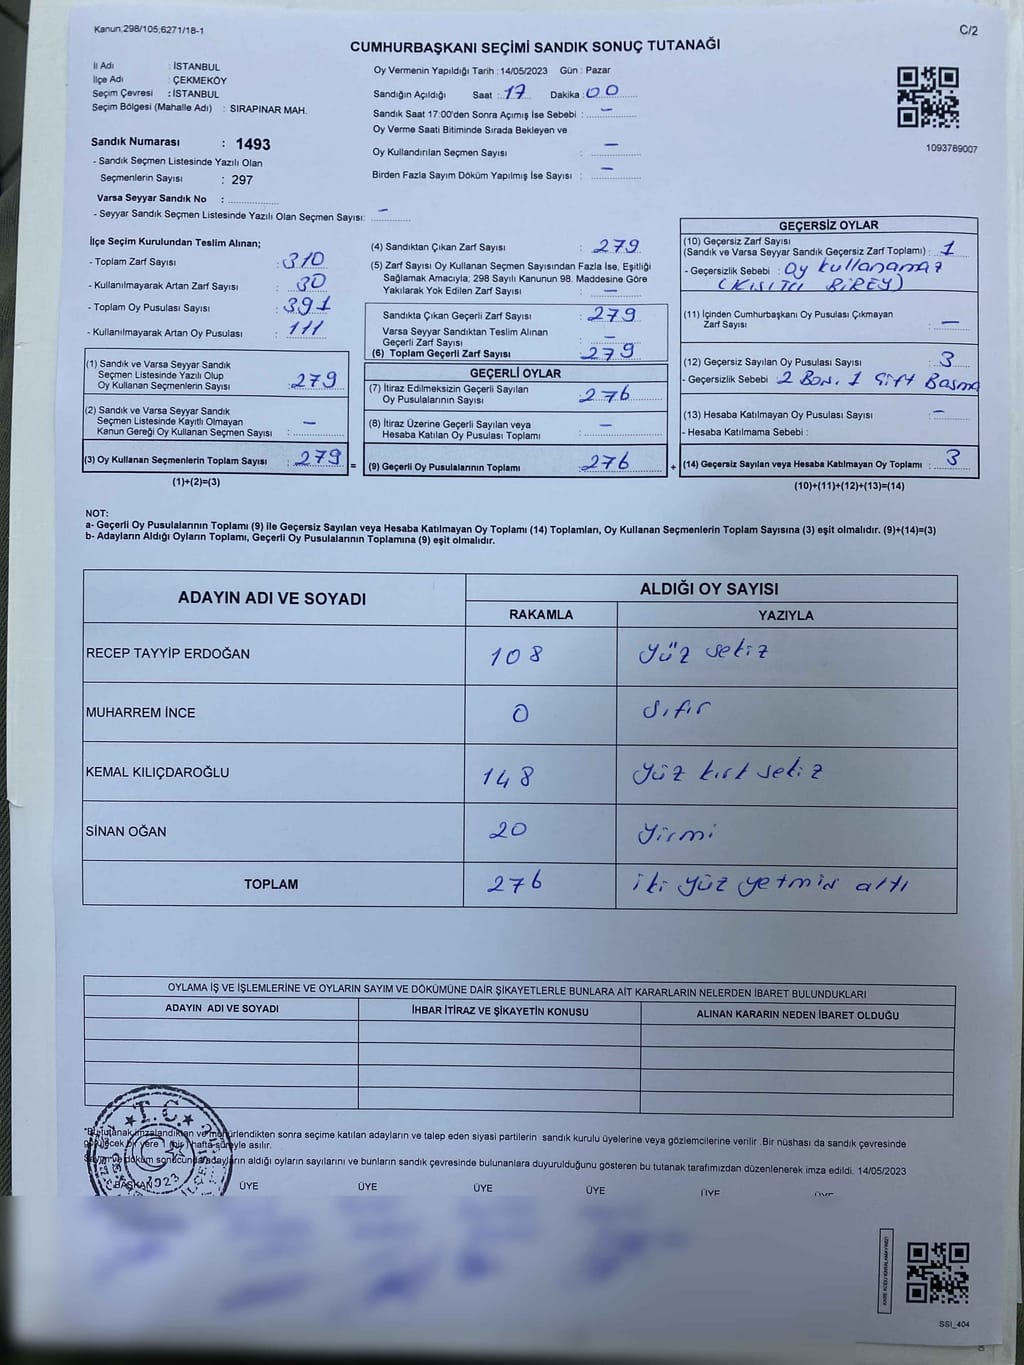 Kanun;298/105;6271/18-1
C/2
CUMHURBAŞKANI SEÇİMİ SANDIK SONUÇ TUTANAĞI
İl Adı : İSTANBUL
İlçe Adı : ÇEKMEKÖY
Seçim Çevresi : İSTANBUL
Seçim Bölgesi (Mahalle Adı) : SIRAPINAR MAH.
Sandık Numarası : 1493
- Sandık Seçmen Listesinde Yazılı Olan
Seçmenlerin Sayısı : 297
Varsa Seyyar Sandık No :
- Seyyar Sandık Seçmen Listesinde Yazılı Olan Seçmen Sayısı: -
Oy Vermenin Yapıldığı Tarih : 14/05/2023 Gün : Pazar
Sandığın Açıldığı Saat : 17 Dakika : 00
Sandık Saat 17:00'den Sonra Açımış İse Sebebi : -
Oy Verme Saati Bitiminde Sırada Bekleyen ve
Oy Kullandırılan Seçmen Sayısı : -
Birden Fazla Sayım Döküm Yapılmış İse Sayısı : -
1093789007
İlçe Seçim Kurulundan Teslim Alınan;
- Toplam Zarf Sayısı : 310
- Kullanılmayarak Artan Zarf Sayısı : 30
- Toplam Oy Pusulası Sayısı : 391
- Kullanılmayarak Artan Oy Pusulası : 111
(1) Sandık ve Varsa Seyyar Sandık
Seçmen Listesinde Yazılı Olup
Oy Kullanan Seçmenlerin Sayısı : 279
(2) Sandık ve Varsa Seyyar Sandık
Seçmen Listesinde Kayıtlı Olmayan
Kanun Gereği Oy Kullanan Seçmen Sayısı : -
(3) Oy Kullanan Seçmenlerin Toplam Sayısı : 279 =
(1)+(2)=(3)
(4) Sandıktan Çıkan Zarf Sayısı : 279
(5) Zarf Sayısı Oy Kullanan Seçmen Sayısından Fazla İse, Eşitliği
Sağlamak Amacıyla; 298 Sayılı Kanunun 98. Maddesine Göre
Yakılarak Yok Edilen Zarf Sayısı : -
Sandıkta Çıkan Geçerli Zarf Sayısı : 279
Varsa Seyyar Sandıktan Teslim Alınan
Geçerli Zarf Sayısı : -
(6) Toplam Geçerli Zarf Sayısı : 279
GEÇERLİ OYLAR
(7) İtiraz Edilmeksizin Geçerli Sayılan
Oy Pusulalarının Sayısı : 276
(8) İtiraz Üzerine Geçerli Sayılan veya
Hesaba Katılan Oy Pusulası Toplamı : -
(9) Geçerli Oy Pusulalarının Toplamı : 276 +
GEÇERSİZ OYLAR
(10) Geçersiz Zarf Sayısı
(Sandık ve Varsa Seyyar Sandık Geçersiz Zarf Toplamı) : 1
- Geçersizlik Sebebi : Oy kullanamaz
(KISITLI BİREY)
(11) İçinden Cumhurbaşkanı Oy Pusulası Çıkmayan
Zarf Sayısı : -
(12) Geçersiz Sayılan Oy Pusulası Sayısı : 3
- Geçersizlik Sebebi 2 Boş. 1 Çift Basma
(13) Hesaba Katılmayan Oy Pusulası Sayısı : -
- Hesaba Katılmama Sebebi :
(14) Geçersiz Sayılan veya Hesaba Katılmayan Oy Toplamı : 3
(10)+(11)+(12)+(13)=(14)
NOT:
a- Geçerli Oy Pusulalarının Toplamı (9) ile Geçersiz Sayılan veya Hesaba Katılmayan Oy Toplamı (14) Toplamları, Oy Kullanan Seçmenlerin Toplam Sayısına (3) eşit olmalıdır. (9)+(14)=(3)
b- Adayların Aldığı Oyların Toplamı, Geçerli Oy Pusulalarının Toplamına (9) eşit olmalıdır.
ADAYIN ADI VE SOYADI
ALDIĞI OY SAYISI
RAKAMLA YAZIYLA
RECEP TAYYİP ERDOĞAN 108 Yüz sekiz
MUHARREM İNCE 0 Sıfır
KEMAL KILIÇDAROĞLU 148 Yüz kırk sekiz
SİNAN OĞAN 20 Yirmi
TOPLAM 276 iki yüz yetmiş altı
OYLAMA İŞ VE İŞLEMLERİNE VE OYLARIN SAYIM VE DÖKÜMÜNE DAİR ŞİKAYETLERLE BUNLARA AİT KARARLARIN NELERDEN İBARET BULUNDUKLARI
ADAYIN ADI VE SOYADI İHBAR İTİRAZ VE ŞİKAYETİN KONUSU ALINAN KARARIN NEDEN İBARET OLDUĞU
T.C.
*Bu tutanak imzalandıktan ve mühürlendikten sonra seçime katılan adayların ve talep eden siyasi partilerin sandık kurulu üyelerine veya gözlemcilerine verilir .Bir nüshası da sandık çevresinde
görülecek bir yere 1 (bir) hafta süreyle asılır.
Sayım ve döküm sonucunda adayların aldığı oyların sayılarını ve bunların sandık çevresinde bulunanlara duyurulduğunu gösteren bu tutanak tarafımızdan düzenlenerek imza edildi. 14/05/2023
BAŞKAN ÜYE ÜYE ÜYE ÜYE ÜYE ÜYE
2023
SSI_404